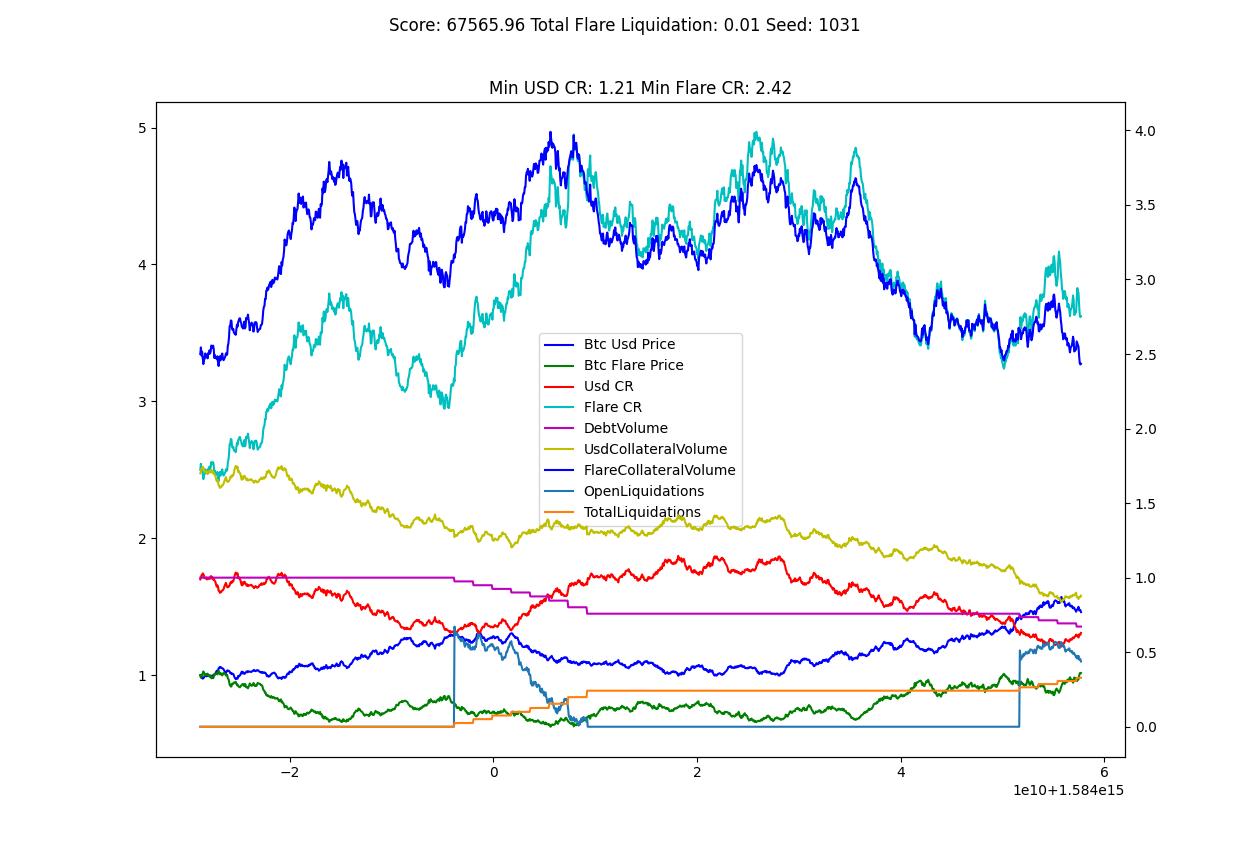 Score: 67565.96 Total Flare Liquidation: 0.01 Seed: 1031
Min USD CR: 1.21 Min Flare CR: 2.42
5
4
3
2
1
4.0
3.5
3.0
2.5
2.0
1.5
1.0
0.5
0.0
Btc Usd Price
Btc Flare Price
Usd CR
Flare CR
DebtVolume
UsdCollateralVolume
FlareCollateralVolume
OpenLiquidations
TotalLiquidations
−2 0 2 4 6
1e10+1.584e15